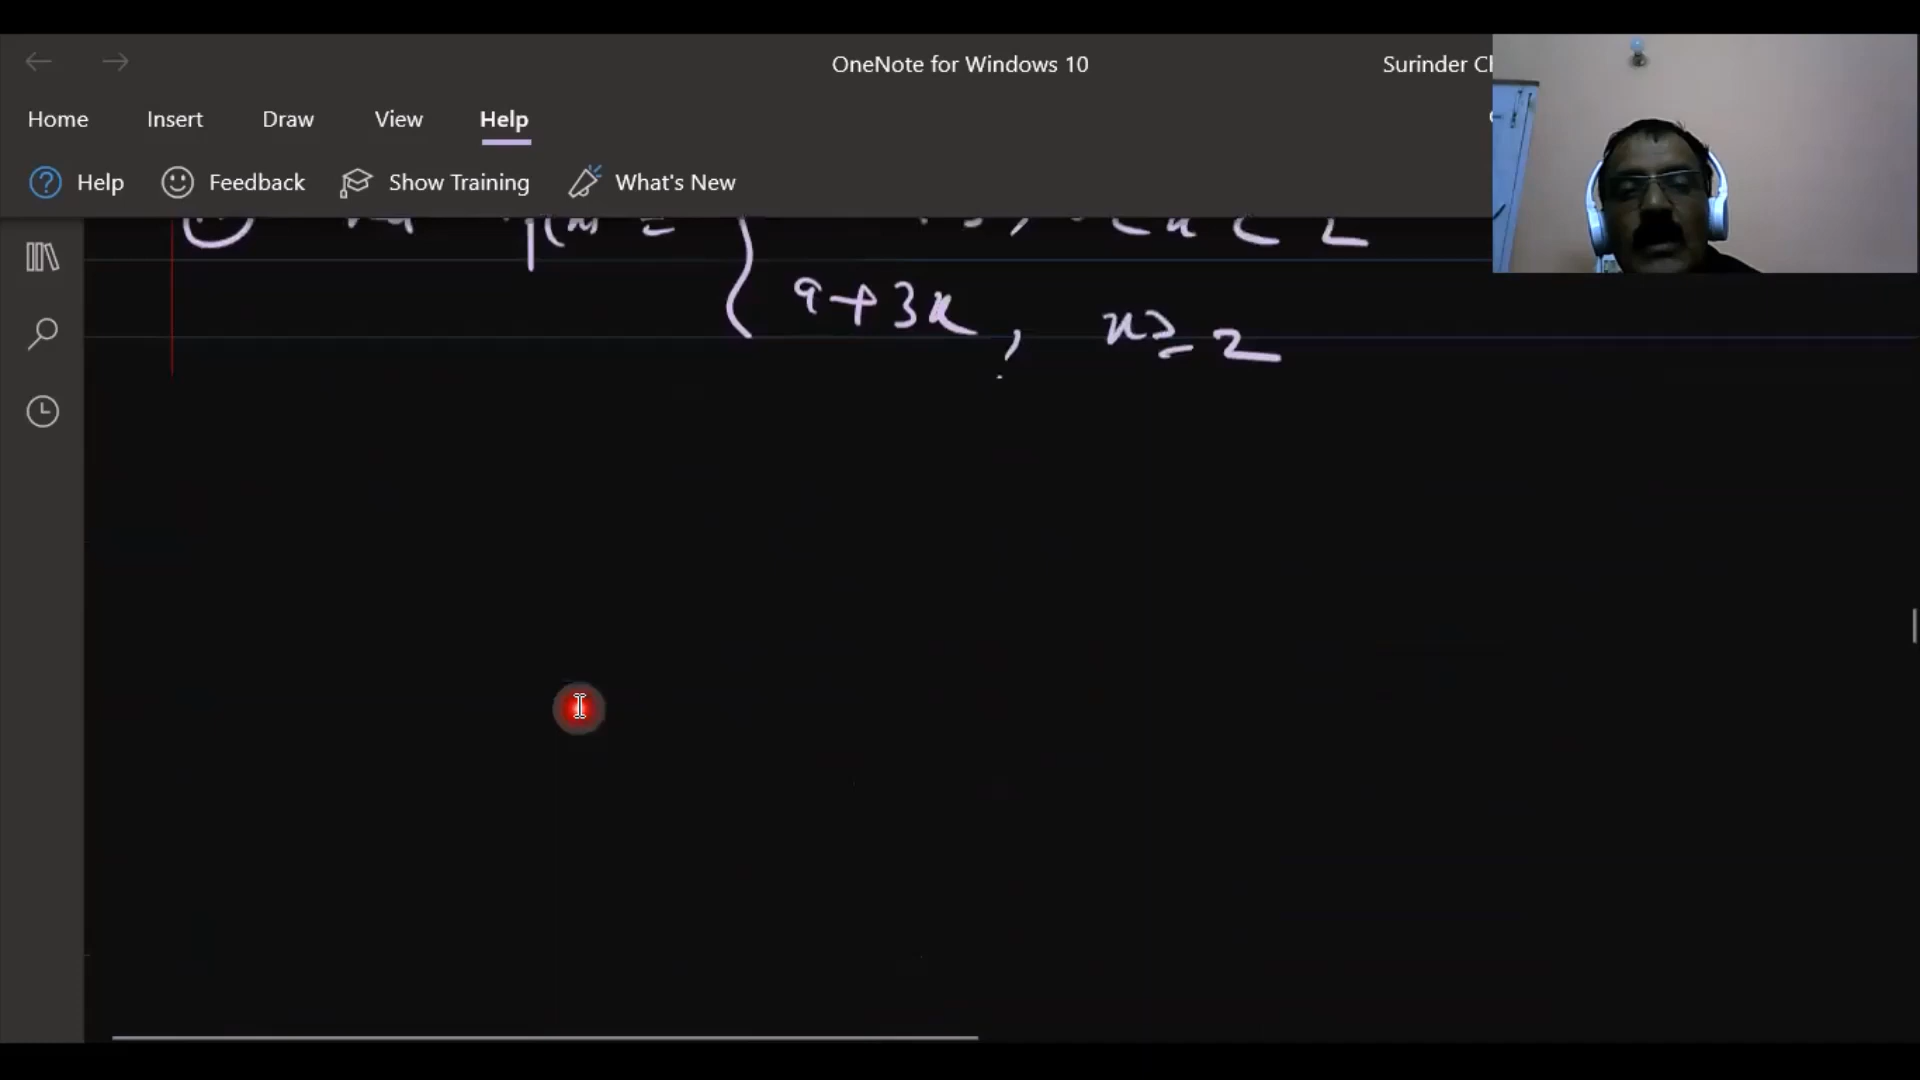 OneNote for Windows 10
Surinder
Home Insert Draw View Help
Help Feedback Show Training What's New
9+3x, x≥2